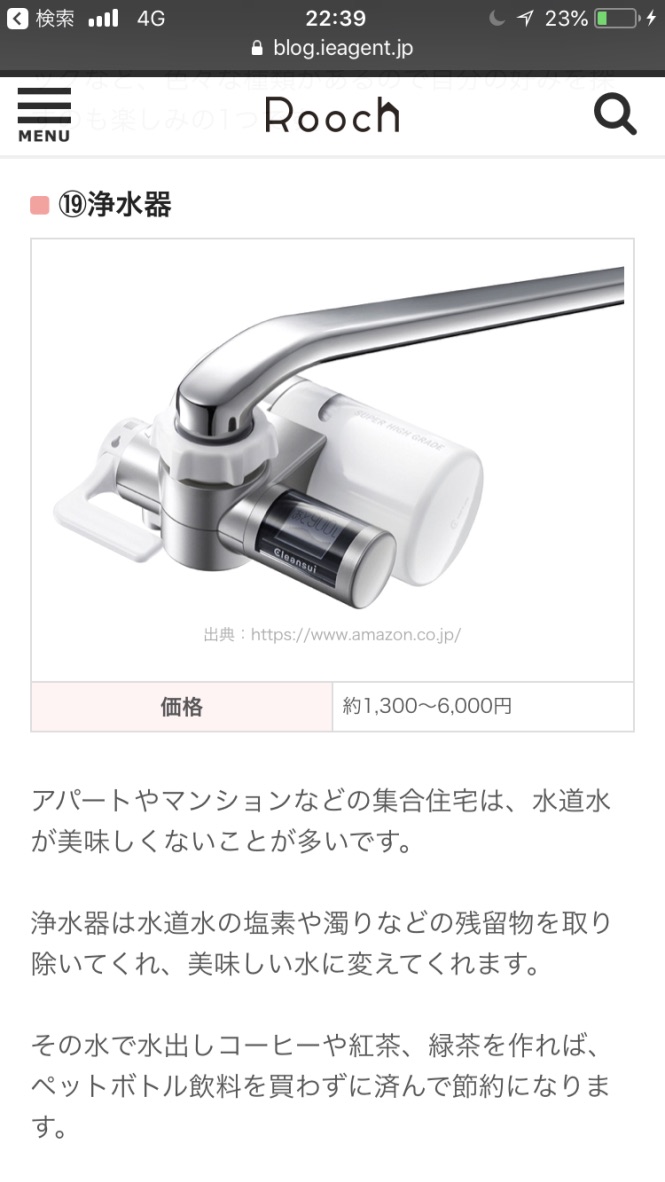 検索 4G 22:39 23%
blog.ieagent.jp
MENU Rooch
⑲浄水器
SUPER HIGH GRADE
Cleansui
出典：https://www.amazon.co.jp/
価格 約1,300〜6,000円
アパートやマンションなどの集合住宅は、水道水
が美味しくないことが多いです。
浄水器は水道水の塩素や濁りなどの残留物を取り
除いてくれ、美味しい水に変えてくれます。
その水で水出しコーヒーや紅茶、緑茶を作れば、
ペットボトル飲料を買わずに済んで節約になりま
す。